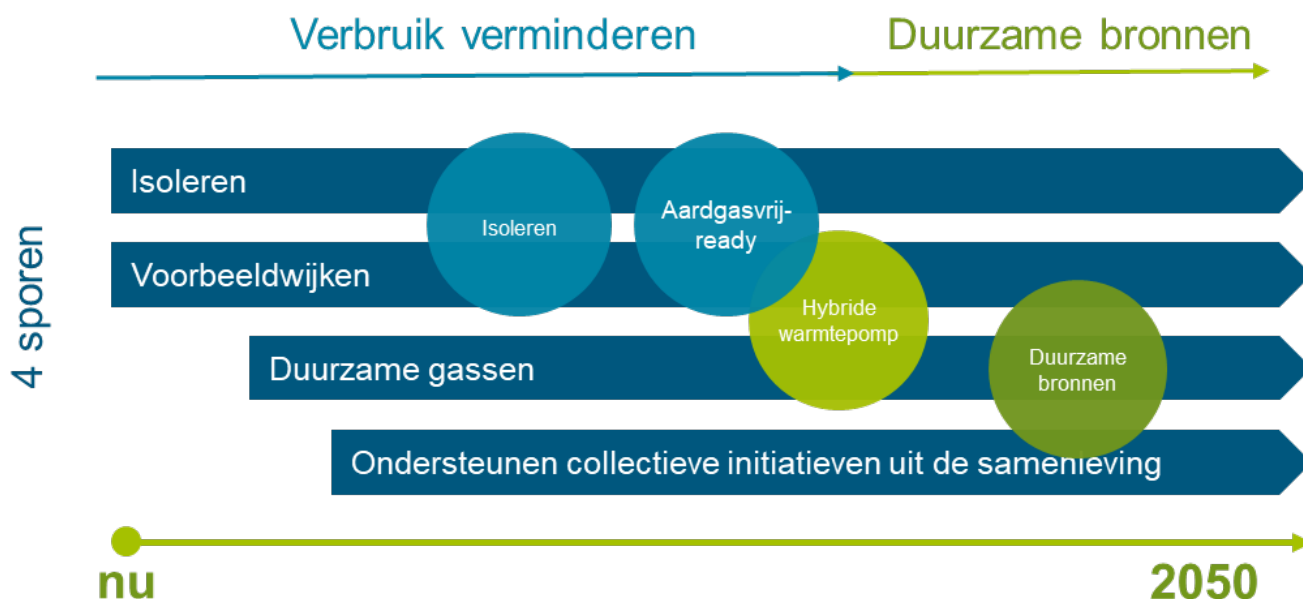 Verbruik verminderen
Duurzame bronnen
4 sporen
Isoleren
Isoleren
Aardgasvrij-
ready
Voorbeeldwijken
Hybride
warmtepomp
Duurzame gassen
Duurzame
bronnen
Ondersteunen collectieve initiatieven uit de samenleving
nu
2050